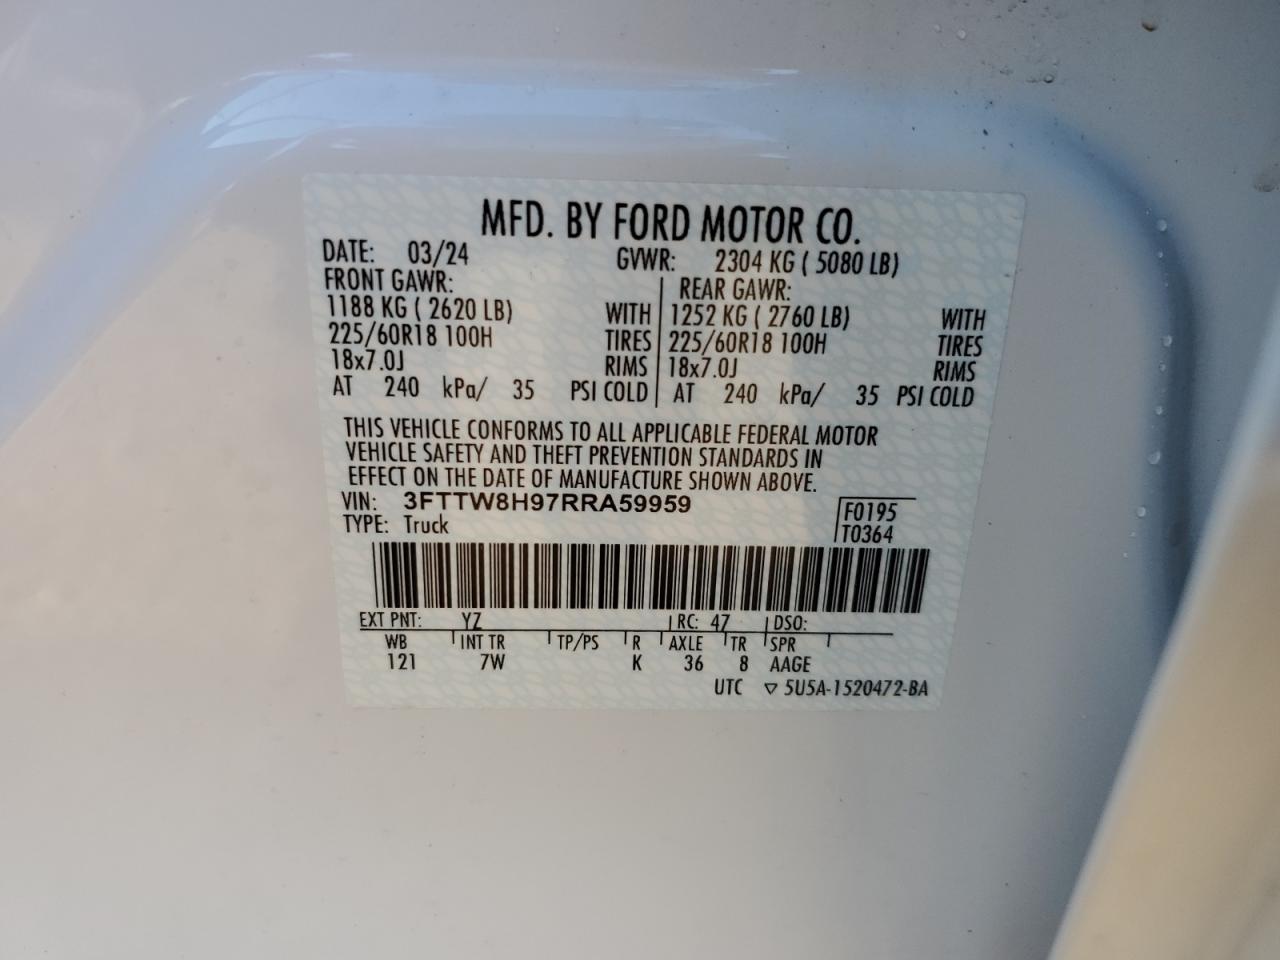 MFD. BY FORD MOTOR CO.
DATE: 03/24 GVWR: 2304 KG ( 5080 LB)
FRONT GAWR: REAR GAWR:
1188 KG ( 2620 LB) WITH 1252 KG ( 2760 LB) WITH
225/60R18 100H TIRES 225/60R18 100H TIRES
18x7.0J RIMS 18x7.0J RIMS
AT 240 kPa/ 35 PSI COLD AT 240 kPa/ 35 PSI COLD
THIS VEHICLE CONFORMS TO ALL APPLICABLE FEDERAL MOTOR
VEHICLE SAFETY AND THEFT PREVENTION STANDARDS IN
EFFECT ON THE DATE OF MANUFACTURE SHOWN ABOVE.
VIN: 3FTTW8H97RRA59959 F0195
TYPE: Truck T0364
EXT PNT: YZ RC: 47 DSO:
WB INT TR TP/PS R AXLE TR SPR
121 7W K 36 8 AAGE
UTC ▽ 5U5A-1520472-BA